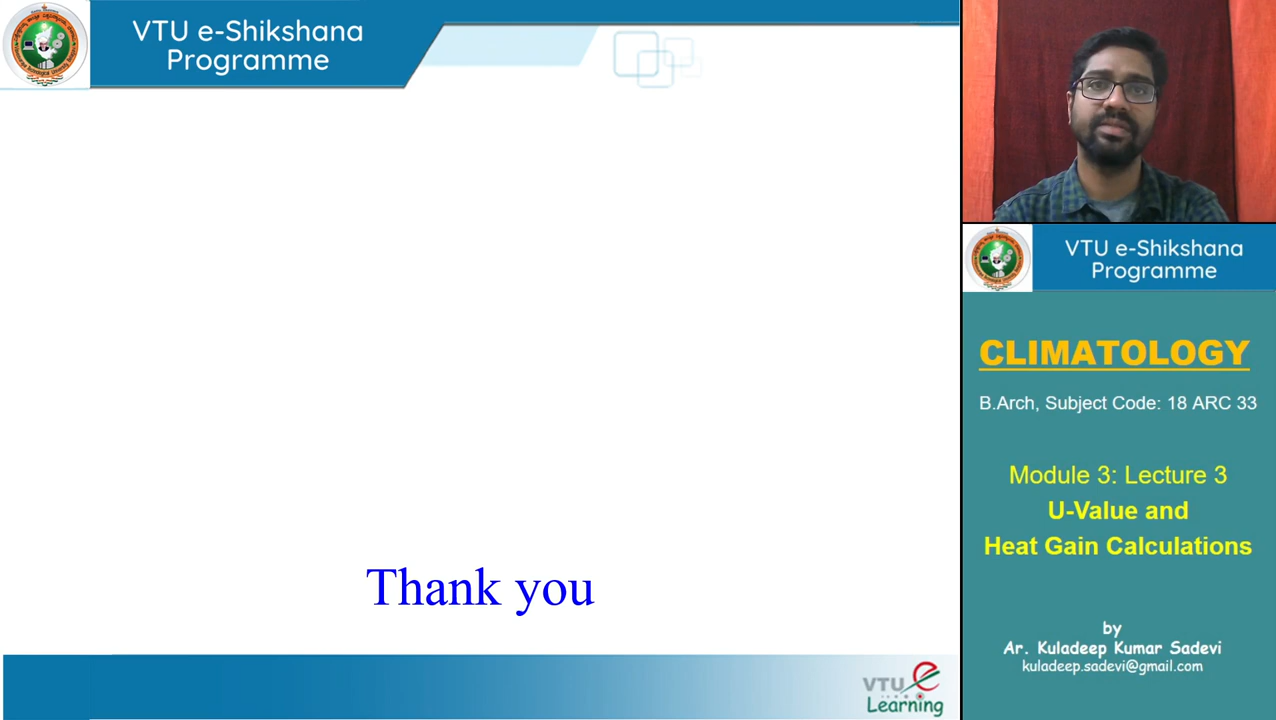 VTU e-Shikshana
Programme
Thank you
VTU
e
Learning
VTU e-Shikshana
Programme
CLIMATOLOGY
B.Arch, Subject Code: 18 ARC 33
Module 3: Lecture 3
U-Value and
Heat Gain Calculations
by
Ar. Kuladeep Kumar Sadevi
kuladeep.sadevi@gmail.com